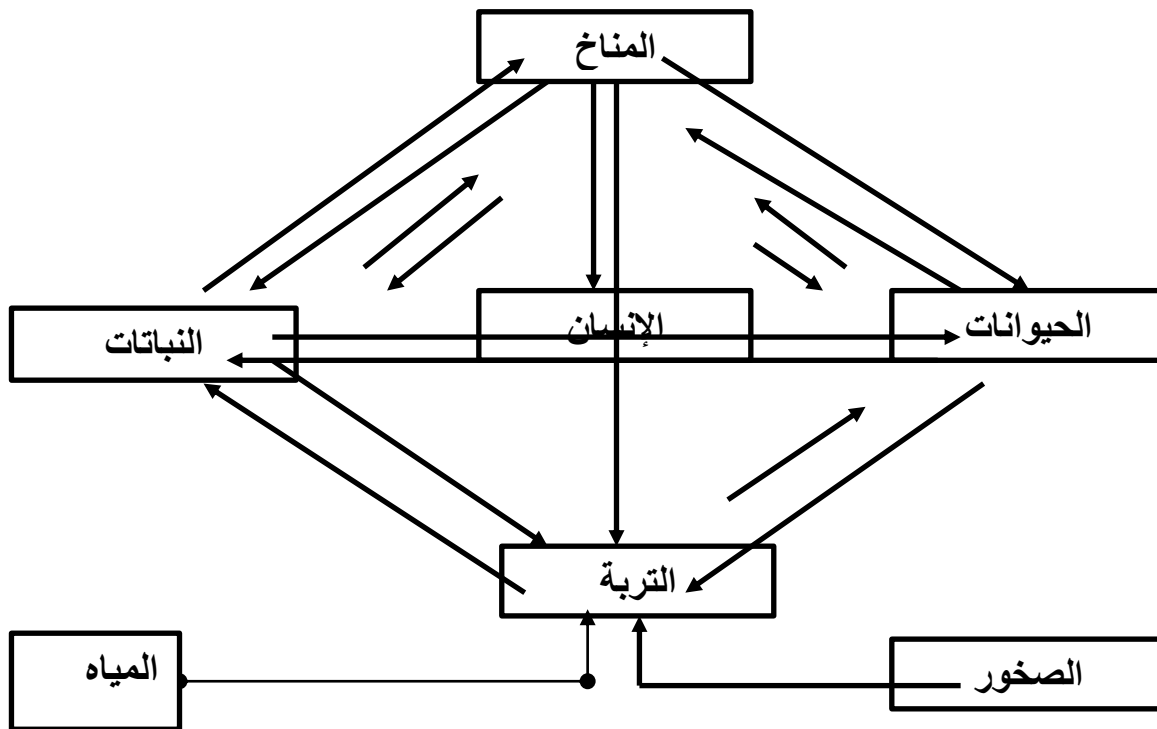 المناخ
الحيوانات
الإنسان
النباتات
التربة
الصخور
المياه